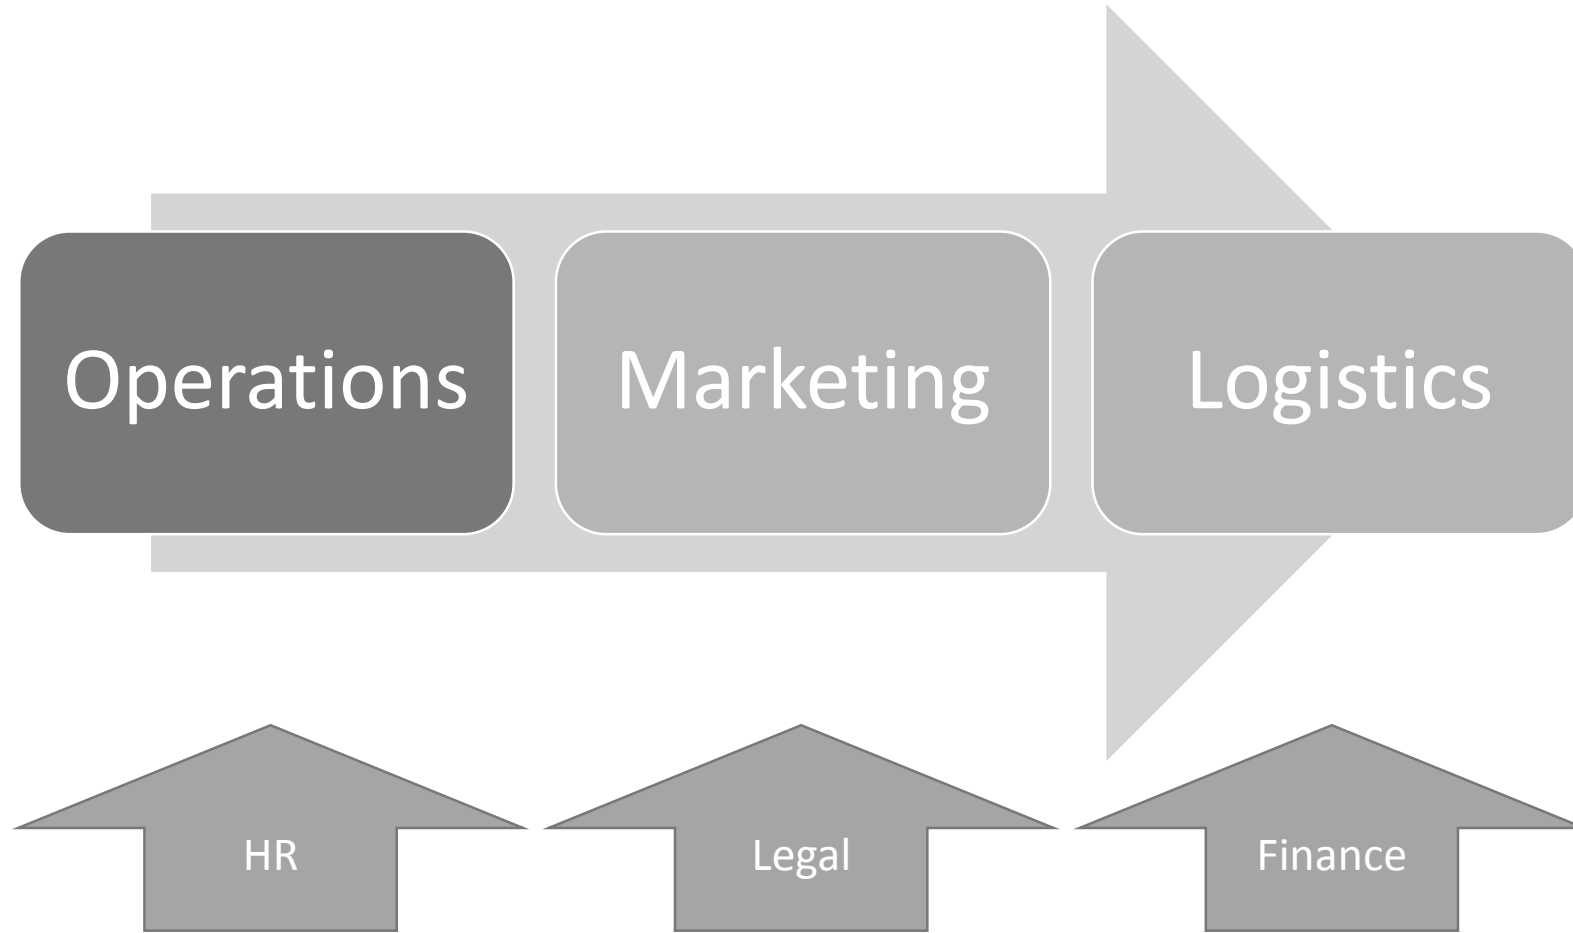 Operations
Marketing
Logistics
HR
Legal
Finance